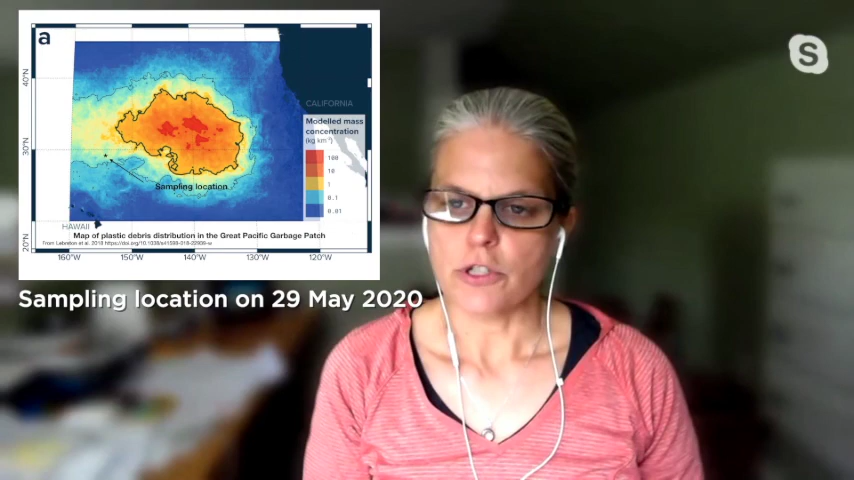 a
40°N
CALIFORNIA
Modelled mass
concentration
(kg km⁻²)
100
10
1
0.1
0.01
30°N
Sampling location
HAWAII
20°N
Map of plastic debris distribution in the Great Pacific Garbage Patch
From Lebreton et al. 2018 https://doi.org/10.1038/s41598-018-22939-w
160°W
150°W
140°W
130°W
120°W
Sampling location on 29 May 2020
S